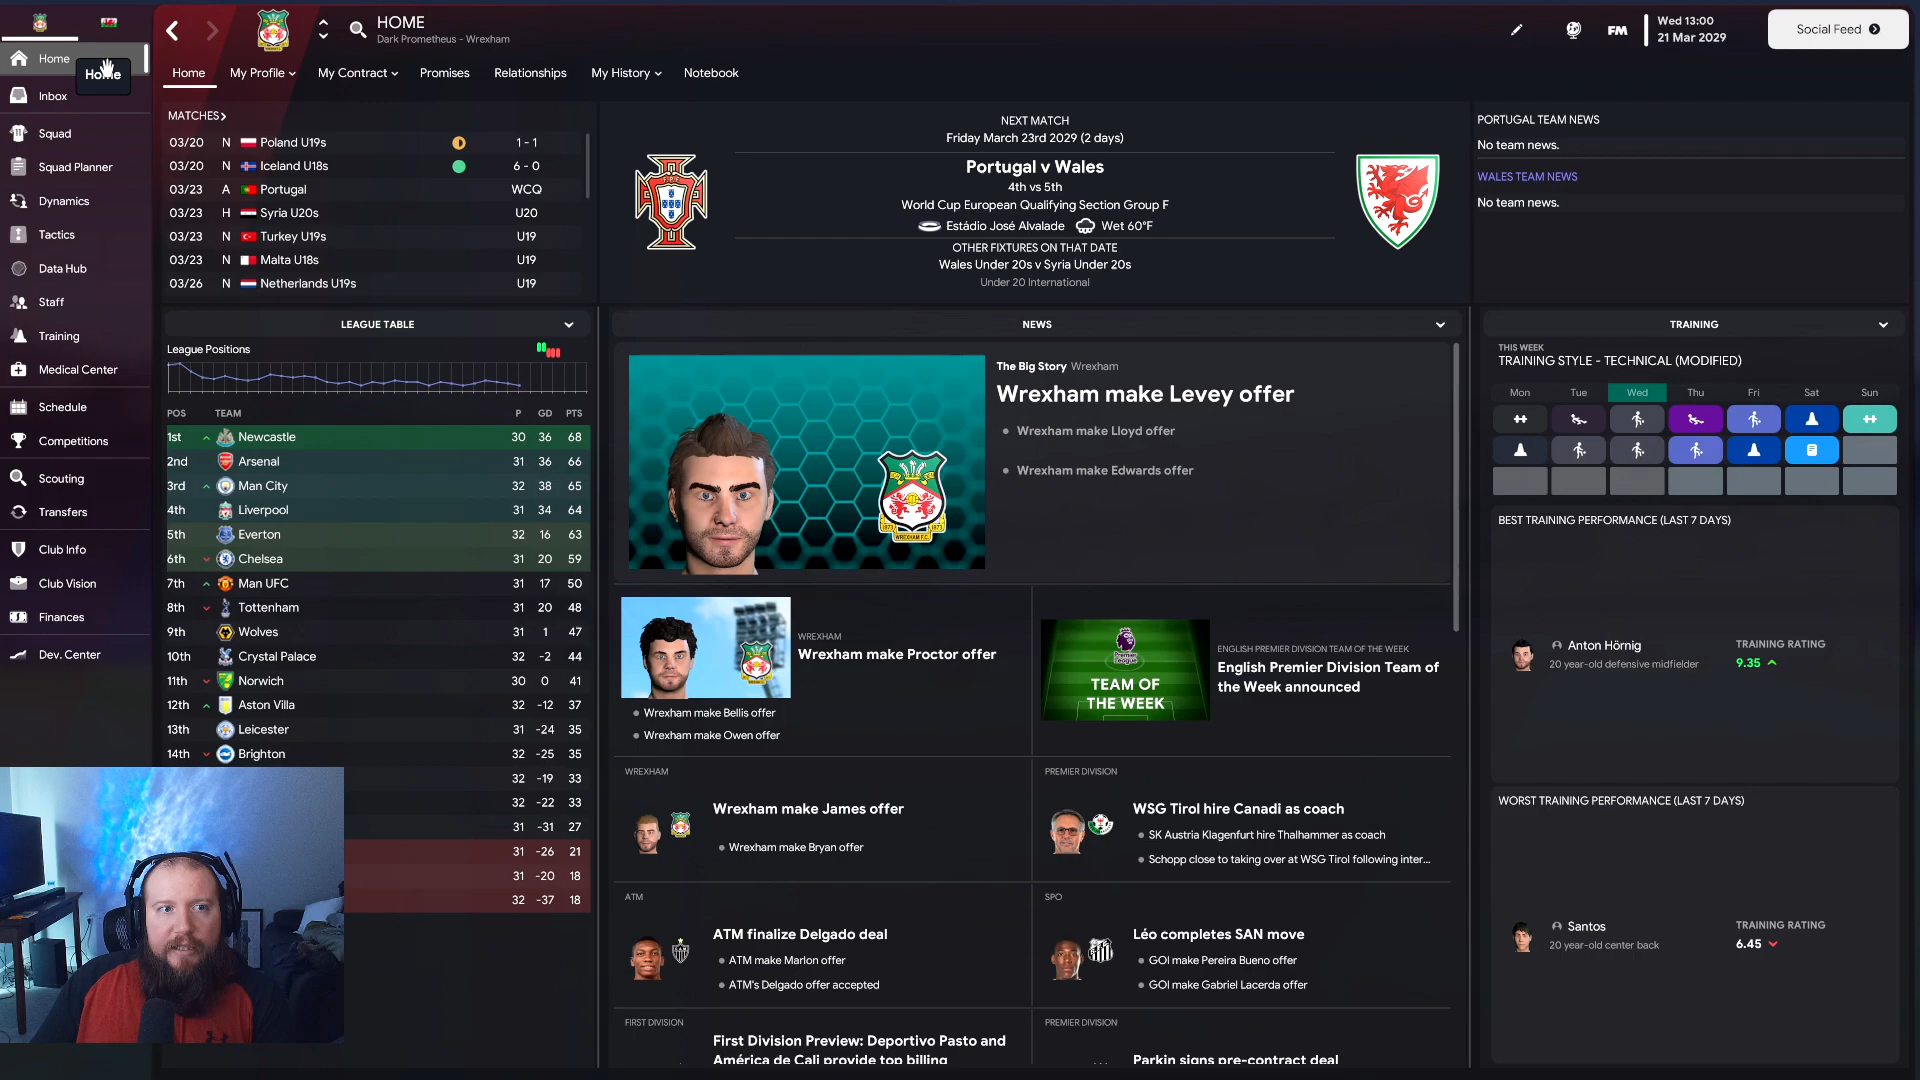 HOME
Dark Prometheus - Wrexham
FM
Wed 13:00
21 Mar 2029
Social Feed
Home
Home
Inbox
Squad
Squad Planner
Dynamics
Tactics
Data Hub
Staff
Training
Medical Center
Schedule
Competitions
Scouting
Transfers
Club Info
Club Vision
Finances
Dev. Center
Home
My Profile
My Contract
Promises
Relationships
My History
Notebook
MATCHES
03/20 N Poland U19s 1 - 1
03/20 N Iceland U18s 6 - 0
03/23 A Portugal WCQ
03/23 H Syria U20s U20
03/23 N Turkey U19s U19
03/23 N Malta U18s U19
03/26 N Netherlands U19s U19
NEXT MATCH
Friday March 23rd 2029 (2 days)
Portugal v Wales
4th vs 5th
World Cup European Qualifying Section Group F
Estádio José Alvalade Wet 60°F
OTHER FIXTURES ON THAT DATE
Wales Under 20s v Syria Under 20s
Under 20 International
PORTUGAL TEAM NEWS
No team news.
WALES TEAM NEWS
No team news.
LEAGUE TABLE
League Positions
POS TEAM P GD PTS
1st Newcastle 30 36 68
2nd Arsenal 31 36 66
3rd Man City 32 38 65
4th Liverpool 31 34 64
5th Everton 32 16 63
6th Chelsea 31 20 59
7th Man UFC 31 17 50
8th Tottenham 31 20 48
9th Wolves 31 1 47
10th Crystal Palace 32 -2 44
11th Norwich 30 0 41
12th Aston Villa 32 -12 37
13th Leicester 31 -24 35
14th Brighton 32 -25 35
32 -19 33
32 -22 33
31 -31 27
31 -26 21
31 -20 18
32 -37 18
NEWS
The Big Story Wrexham
Wrexham make Levey offer
Wrexham make Lloyd offer
Wrexham make Edwards offer
WREXHAM
Wrexham make Proctor offer
Wrexham make Bellis offer
Wrexham make Owen offer
TEAM OF
THE WEEK
ENGLISH PREMIER DIVISION TEAM OF THE WEEK
English Premier Division Team of
the Week announced
WREXHAM
Wrexham make James offer
Wrexham make Bryan offer
PREMIER DIVISION
WSG Tirol hire Canadi as coach
SK Austria Klagenfurt hire Thalhammer as coach
Schopp close to taking over at WSG Tirol following inter...
ATM
ATM finalize Delgado deal
ATM make Marlon offer
ATM's Delgado offer accepted
SPO
Léo completes SAN move
GOI make Pereira Bueno offer
GOI make Gabriel Lacerda offer
FIRST DIVISION
First Division Preview: Deportivo Pasto and
América de Cali provide top billing
PREMIER DIVISION
Parkin signs pre-contract deal
TRAINING
THIS WEEK
TRAINING STYLE - TECHNICAL (MODIFIED)
Mon Tue Wed Thu Fri Sat Sun
BEST TRAINING PERFORMANCE (LAST 7 DAYS)
Anton Hörnig
20 year-old defensive midfielder
TRAINING RATING
9.35
WORST TRAINING PERFORMANCE (LAST 7 DAYS)
Santos
20 year-old center back
TRAINING RATING
6.45